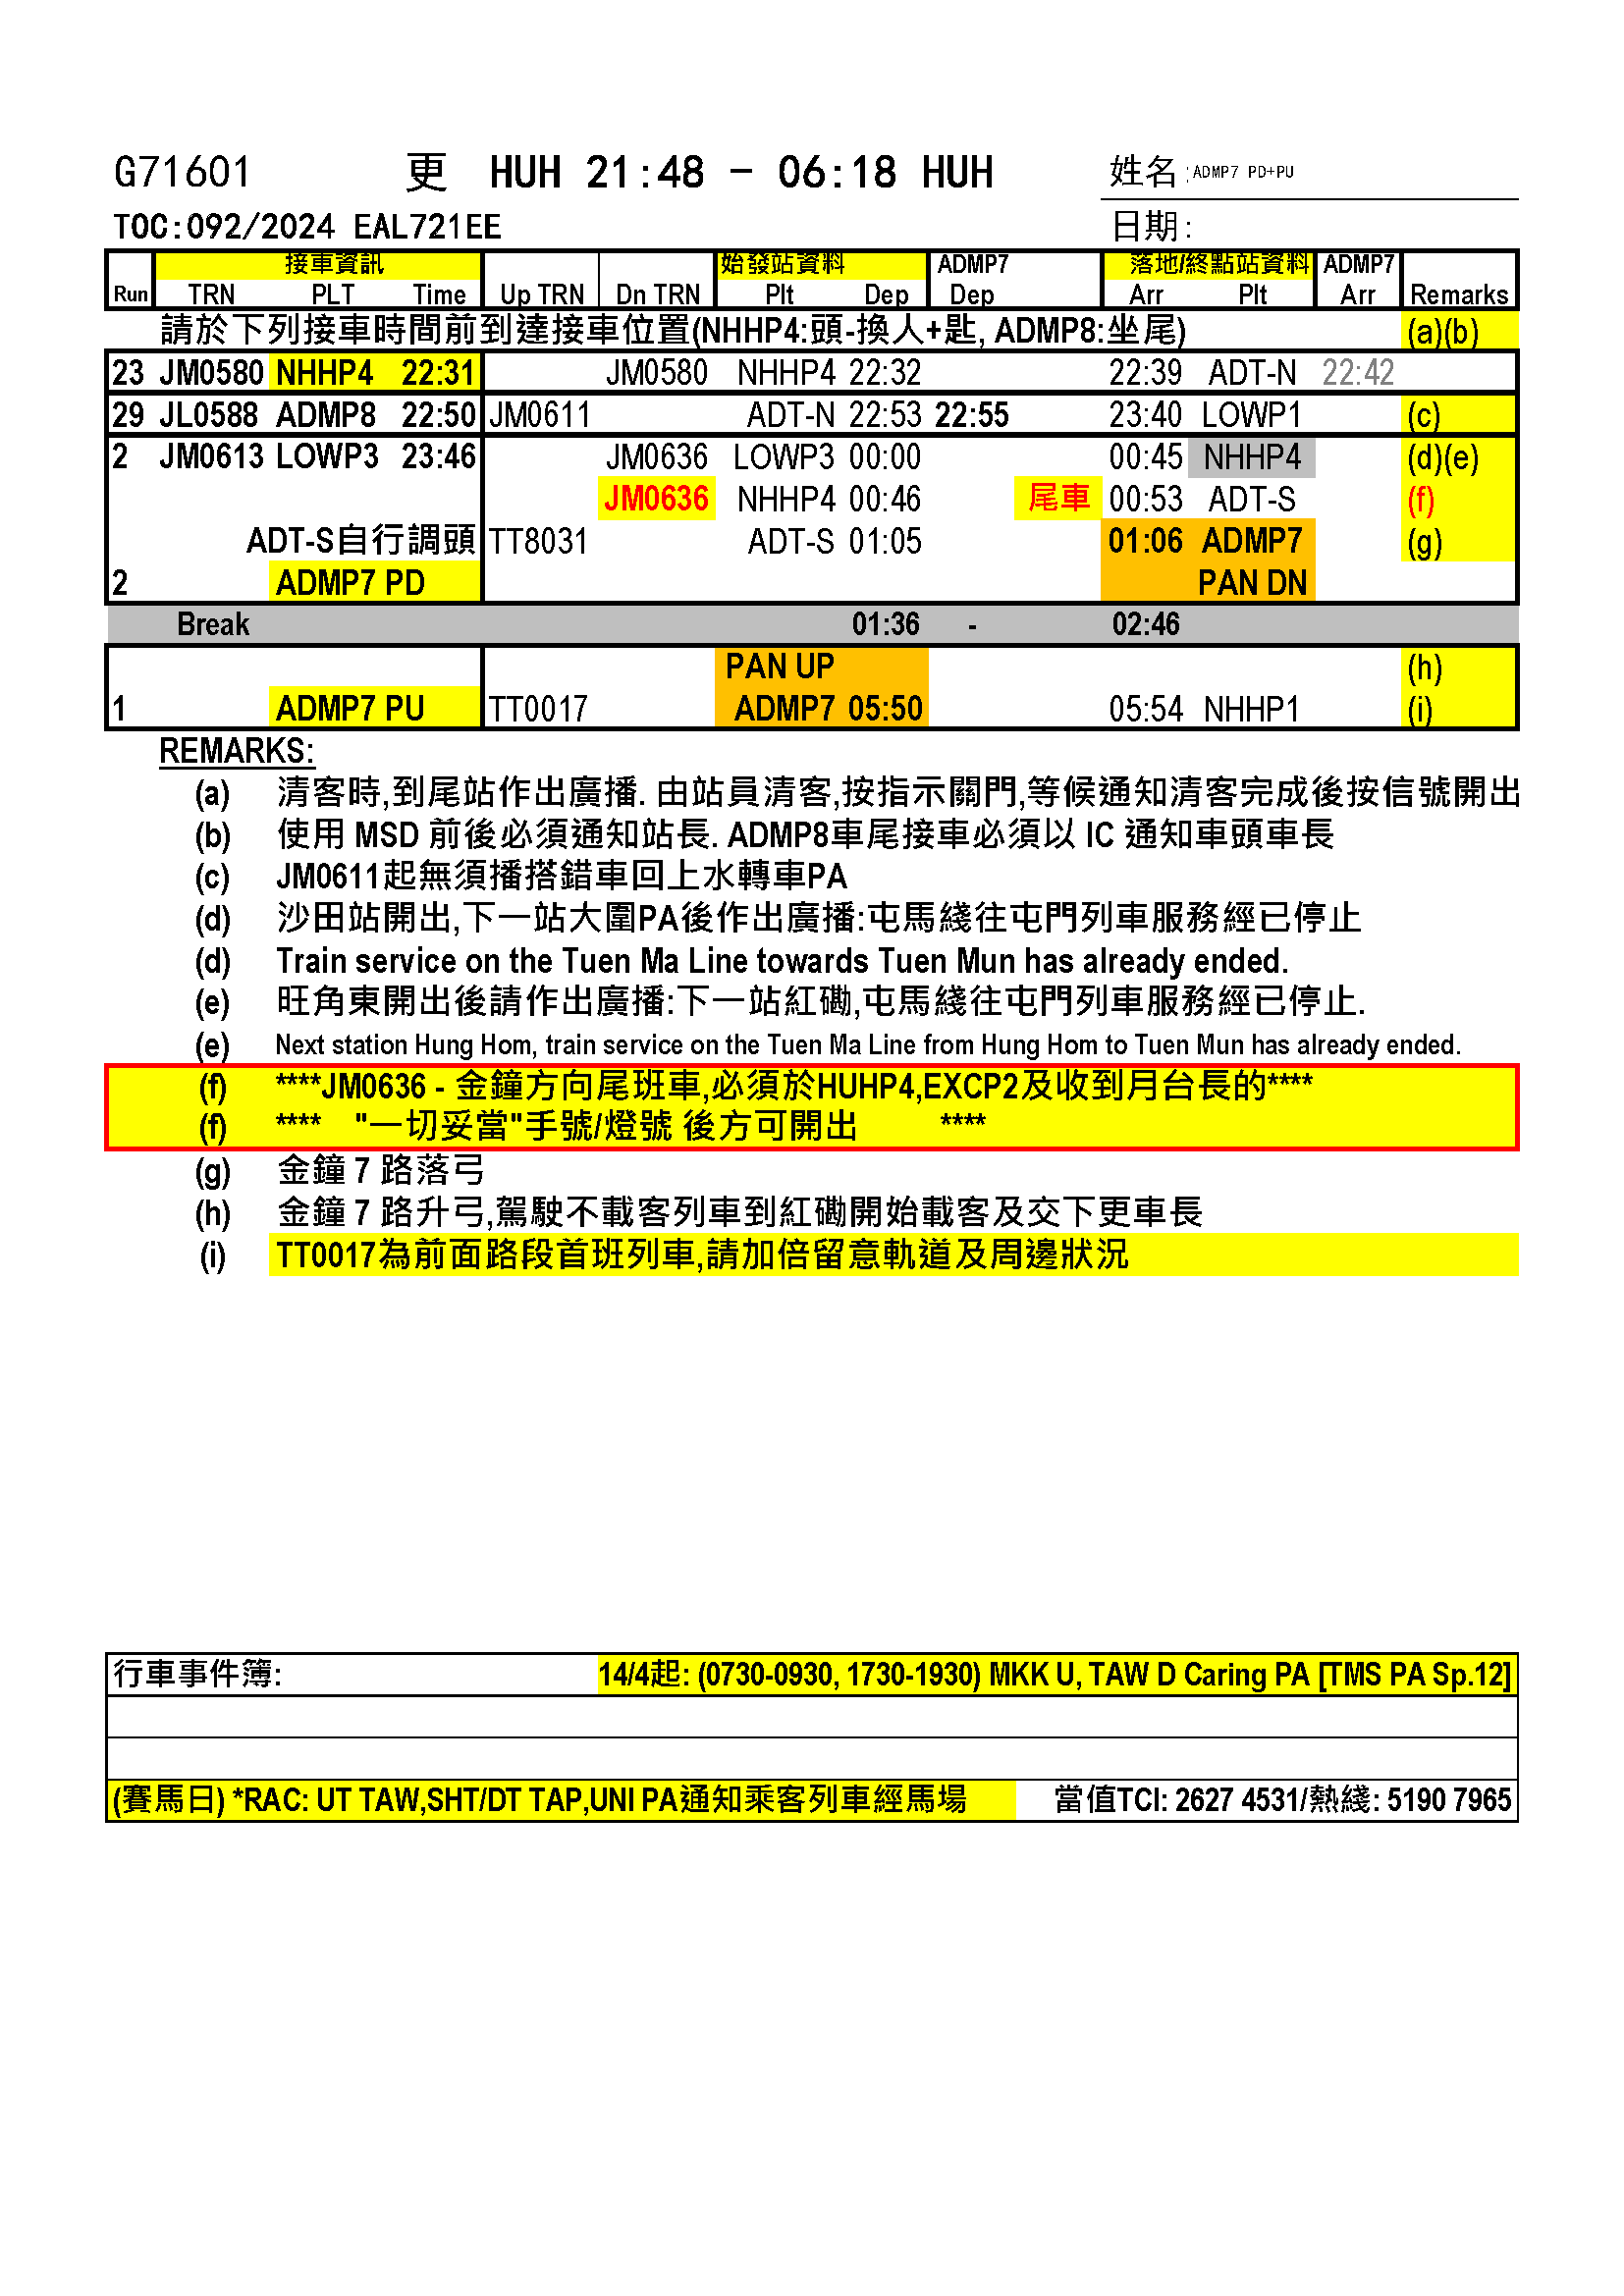 G71601 更 HUH 21:48 - 06:18 HUH 姓名:ADMP7 PD+PU
TOC:092/2024 EAL721EE 日期:
接車資訊 始發站資料 ADMP7 落地/終點站資料 ADMP7
Run TRN PLT Time Up TRN Dn TRN Plt Dep Dep Arr Plt Arr Remarks
請於下列接車時間前到達接車位置(NHHP4:頭-換人+匙, ADMP8:坐尾) (a)(b)
23 JM0580 NHHP4 22:31 JM0580 NHHP4 22:32 22:39 ADT-N 22:42
29 JL0588 ADMP8 22:50 JM0611 ADT-N 22:53 22:55 23:40 LOWP1 (c)
2 JM0613 LOWP3 23:46 JM0636 LOWP3 00:00 00:45 NHHP4 (d)(e)
JM0636 NHHP4 00:46 尾車 00:53 ADT-S (f)
ADT-S自行調頭 TT8031 ADT-S 01:05 01:06 ADMP7 (g)
2 ADMP7 PD PAN DN
Break 01:36 - 02:46
PAN UP (h)
1 ADMP7 PU TT0017 ADMP7 05:50 05:54 NHHP1 (i)
REMARKS:
(a) 清客時,到尾站作出廣播. 由站員清客,按指示關門,等候通知清客完成後按信號開出
(b) 使用 MSD 前後必須通知站長. ADMP8車尾接車必須以 IC 通知車頭車長
(c) JM0611起無須播搭錯車回上水轉車PA
(d) 沙田站開出,下一站大圍PA後作出廣播:屯馬綫往屯門列車服務經已停止
(d) Train service on the Tuen Ma Line towards Tuen Mun has already ended.
(e) 旺角東開出後請作出廣播:下一站紅磡,屯馬綫往屯門列車服務經已停止.
(e) Next station Hung Hom, train service on the Tuen Ma Line from Hung Hom to Tuen Mun has already ended.
(f) ****JM0636 - 金鐘方向尾班車,必須於HUHP4,EXCP2及收到月台長的****
(f) **** "一切妥當"手號/燈號 後方可開出 ****
(g) 金鐘 7 路落弓
(h) 金鐘 7 路升弓,駕駛不載客列車到紅磡開始載客及交下更車長
(i) TT0017為前面路段首班列車,請加倍留意軌道及周邊狀況
行車事件簿: 14/4起: (0730-0930, 1730-1930) MKK U, TAW D Caring PA [TMS PA Sp.12]
(賽馬日) *RAC: UT TAW,SHT/DT TAP,UNI PA通知乘客列車經馬場 當值TCI: 2627 4531/熱綫: 5190 7965